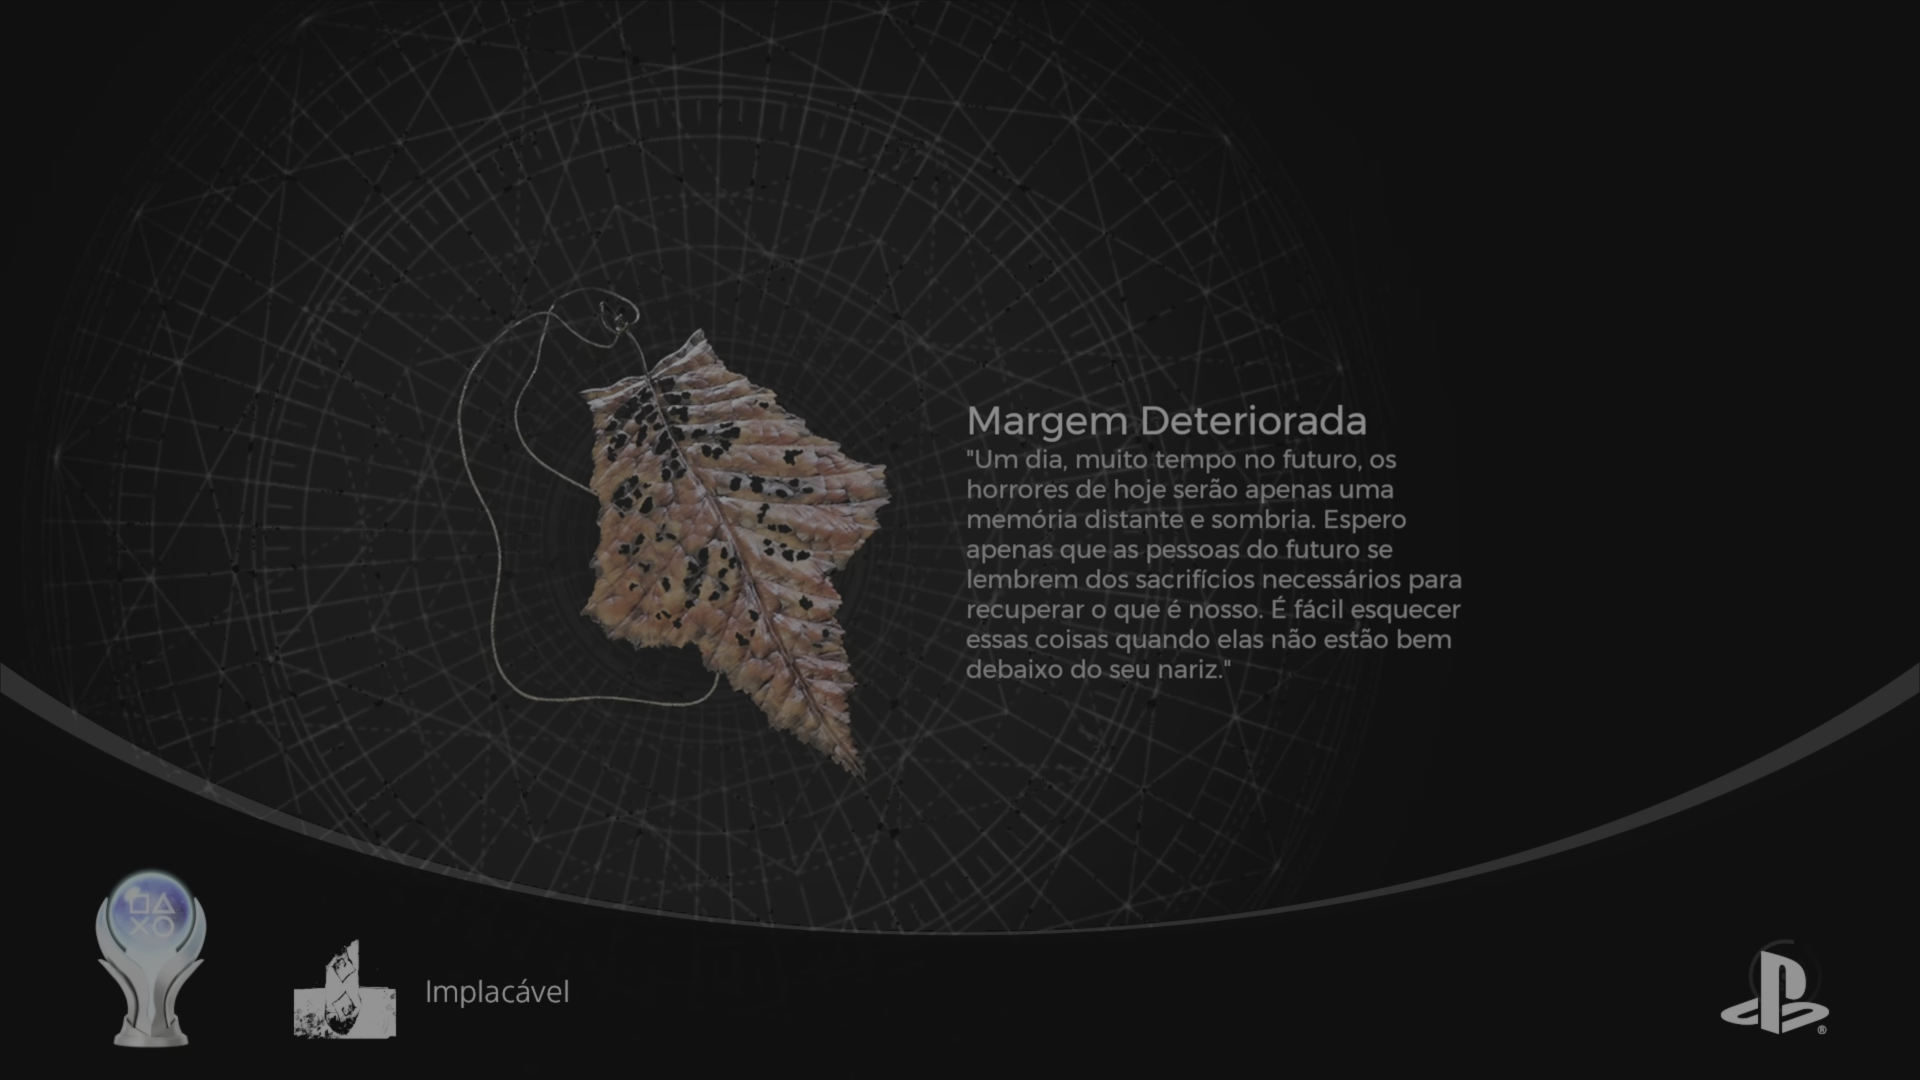 Margem Deteriorada
"Um dia, muito tempo no futuro, os
horrores de hoje serão apenas uma
memória distante e sombria. Espero
apenas que as pessoas do futuro se
lembrem dos sacrifícios necessários para
recuperar o que é nosso. É fácil esquecer
essas coisas quando elas não estão bem
debaixo do seu nariz."
Implacável